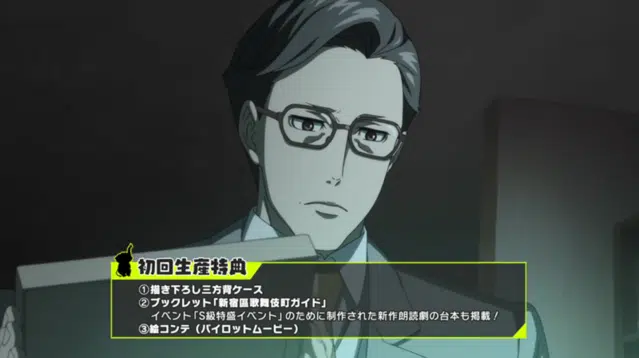 初回生産特典
①描き下ろし三方背ケース
②ブックレット「新宿區歌舞伎町ガイド」
イベント「S級特盛イベント」のために制作された新作朗読劇の台本も掲載！
③絵コンテ（パイロットムービー）